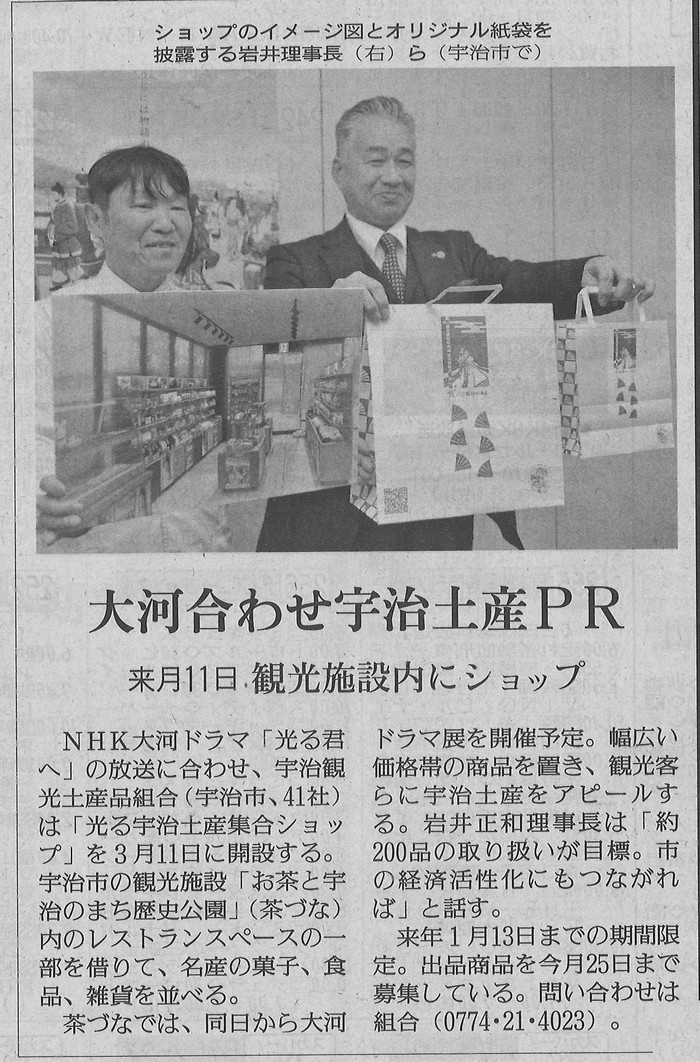 ショップのイメージ図とオリジナル紙袋を
披露する岩井理事長（右）ら（宇治市で）
大河合わせ宇治土産ＰＲ
来月11日 観光施設内にショップ
ＮＨＫ大河ドラマ「光る君
へ」の放送に合わせ、宇治観
光土産品組合（宇治市、41社）
は「光る宇治土産集合ショッ
プ」を３月11日に開設する。
宇治市の観光施設「お茶と宇
治のまち歴史公園」（茶づな）
内のレストランスペースの一
部を借りて、名産の菓子、食
品、雑貨を並べる。
茶づなでは、同日から大河
ドラマ展を開催予定。幅広い
価格帯の商品を置き、観光客
らに宇治土産をアピールす
る。岩井正和理事長は「約
200品の取り扱いが目標。市
の経済活性化にもつながれ
ば」と話す。
来年１月13日までの期間限
定。出品商品を今月25日まで
募集している。問い合わせは
組合（0774・21・4023）。